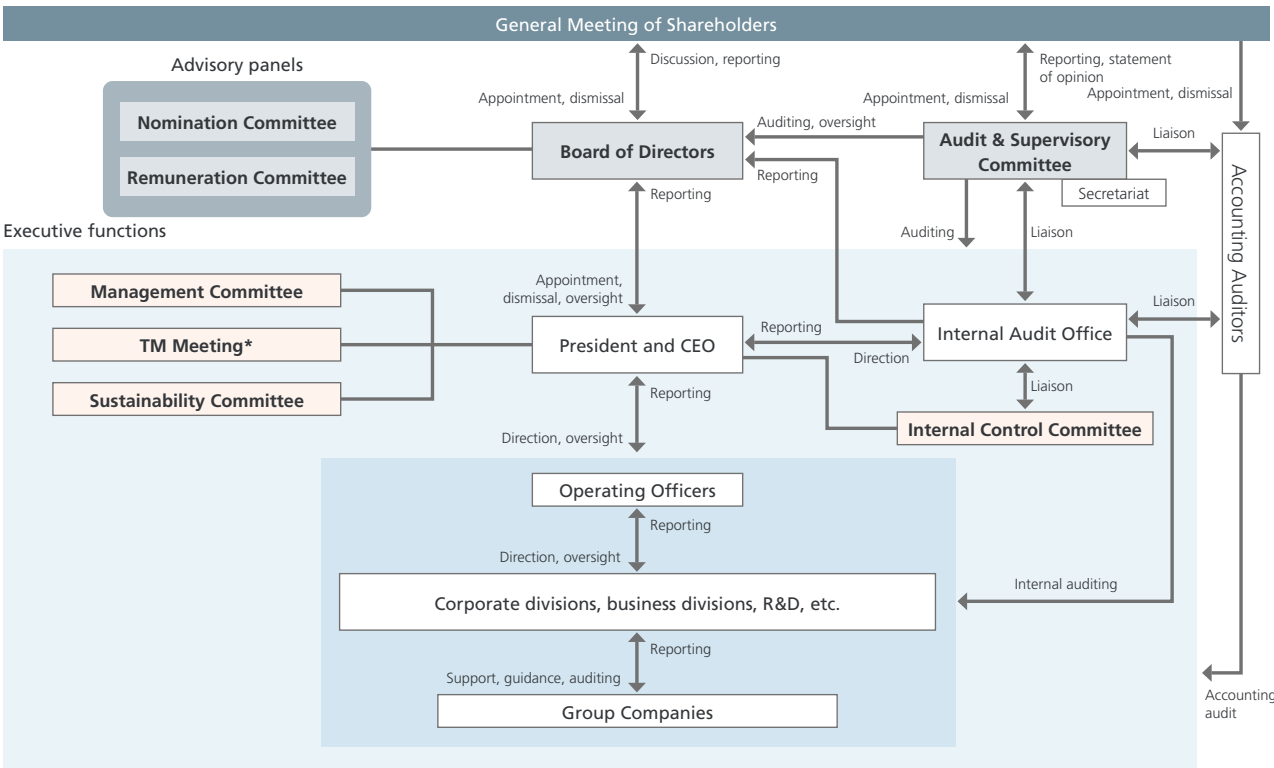 General Meeting of Shareholders
Advisory panels
Nomination Committee
Remuneration Committee
Discussion, reporting
Appointment, dismissal
Board of Directors
Auditing, oversight
Reporting
Reporting, statement
of opinion
Appointment, dismissal
Appointment, dismissal
Audit & Supervisory
Committee
Secretariat
Liaison
Accounting Auditors
Reporting
Auditing
Liaison
Executive functions
Management Committee
TM Meeting*
Sustainability Committee
Appointment,
dismissal, oversight
President and CEO
Reporting
Direction
Internal Audit Office
Liaison
Liaison
Internal Control Committee
Reporting
Direction, oversight
Operating Officers
Reporting
Direction, oversight
Corporate divisions, business divisions, R&D, etc.
Internal auditing
Reporting
Support, guidance, auditing
Group Companies
Accounting
audit